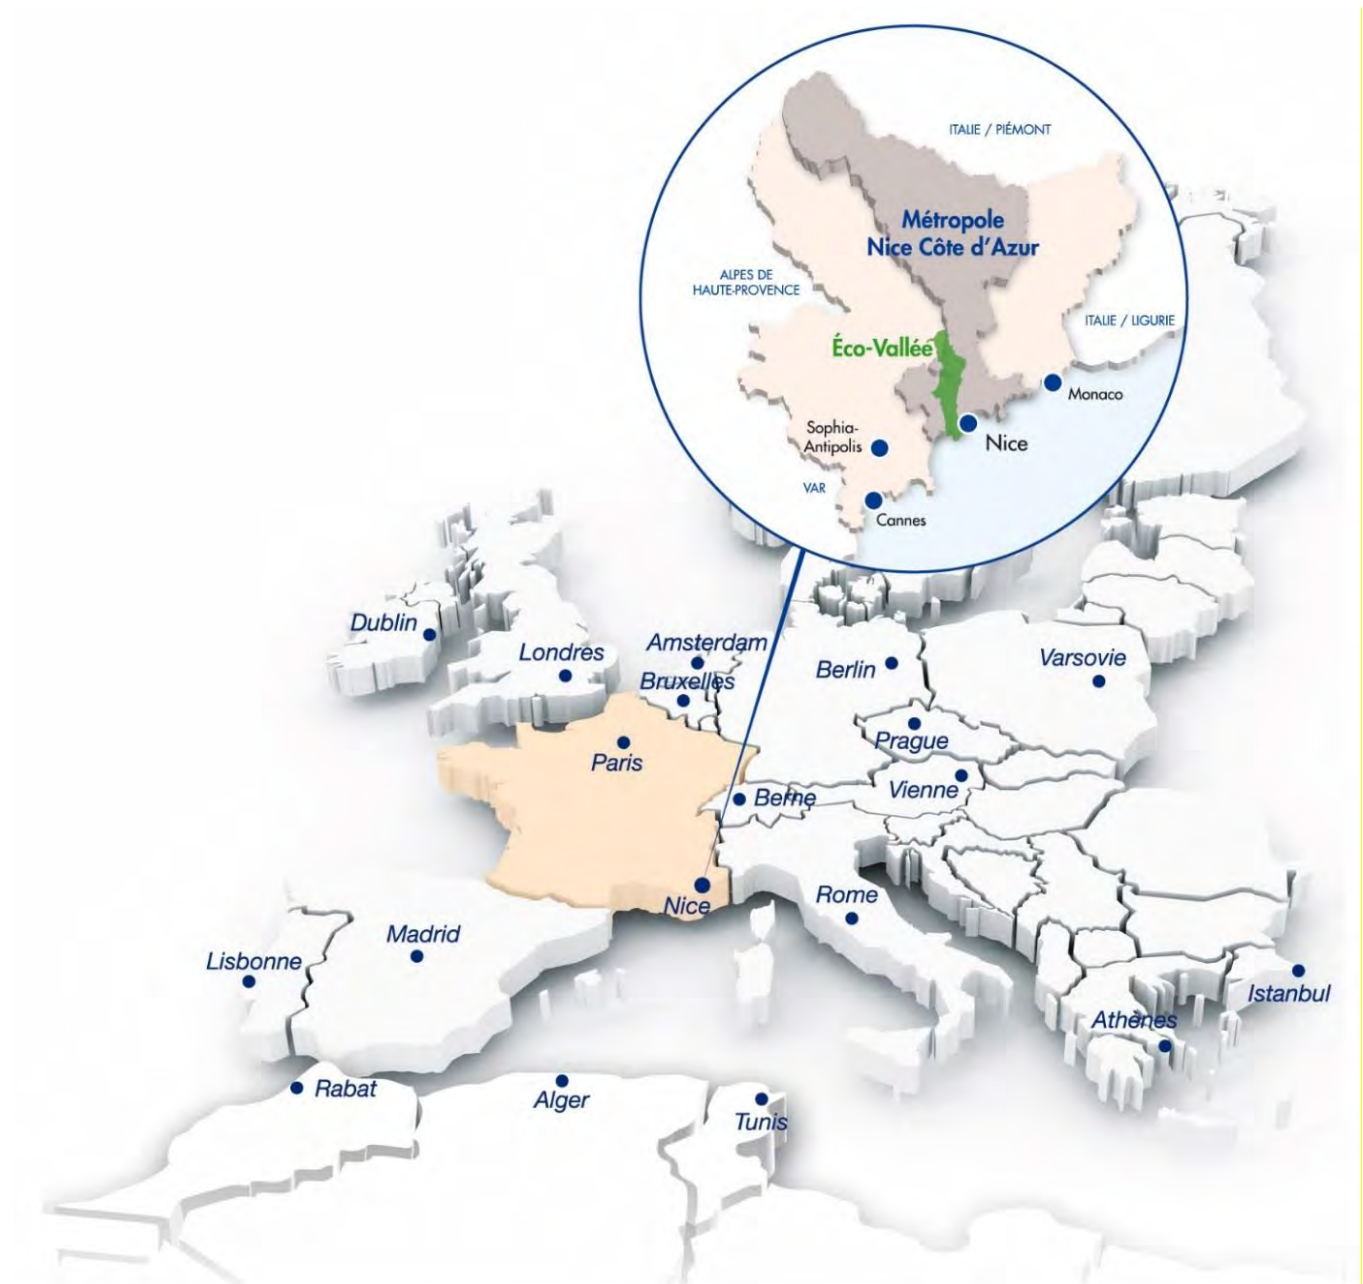 ITALIE / PIÉMONT
Métropole
Nice Côte d'Azur
ALPES DE
HAUTE-PROVENCE
ITALIE / LIGURIE
Éco-Vallée
Monaco
Sophia-
Antipolis
Nice
VAR
Cannes
Dublin
Londres
Amsterdam
Bruxelles
Berlin
Varsovie
Prague
Paris
Vienne
Berne
Nice
Rome
Madrid
Lisbonne
Istanbul
Athènes
Rabat
Alger
Tunis